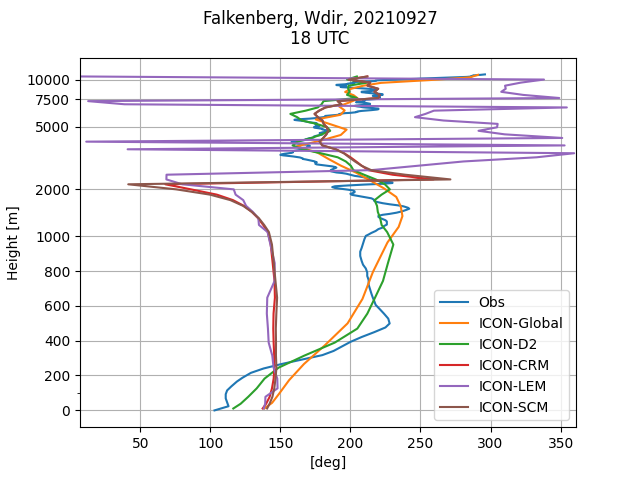 Falkenberg, Wdir, 20210927
18 UTC
Height [m]
10000
7500
5000
2000
1000
800
600
400
200
0
50
100
150
200
250
300
350
[deg]
Obs
ICON-Global
ICON-D2
ICON-CRM
ICON-LEM
ICON-SCM